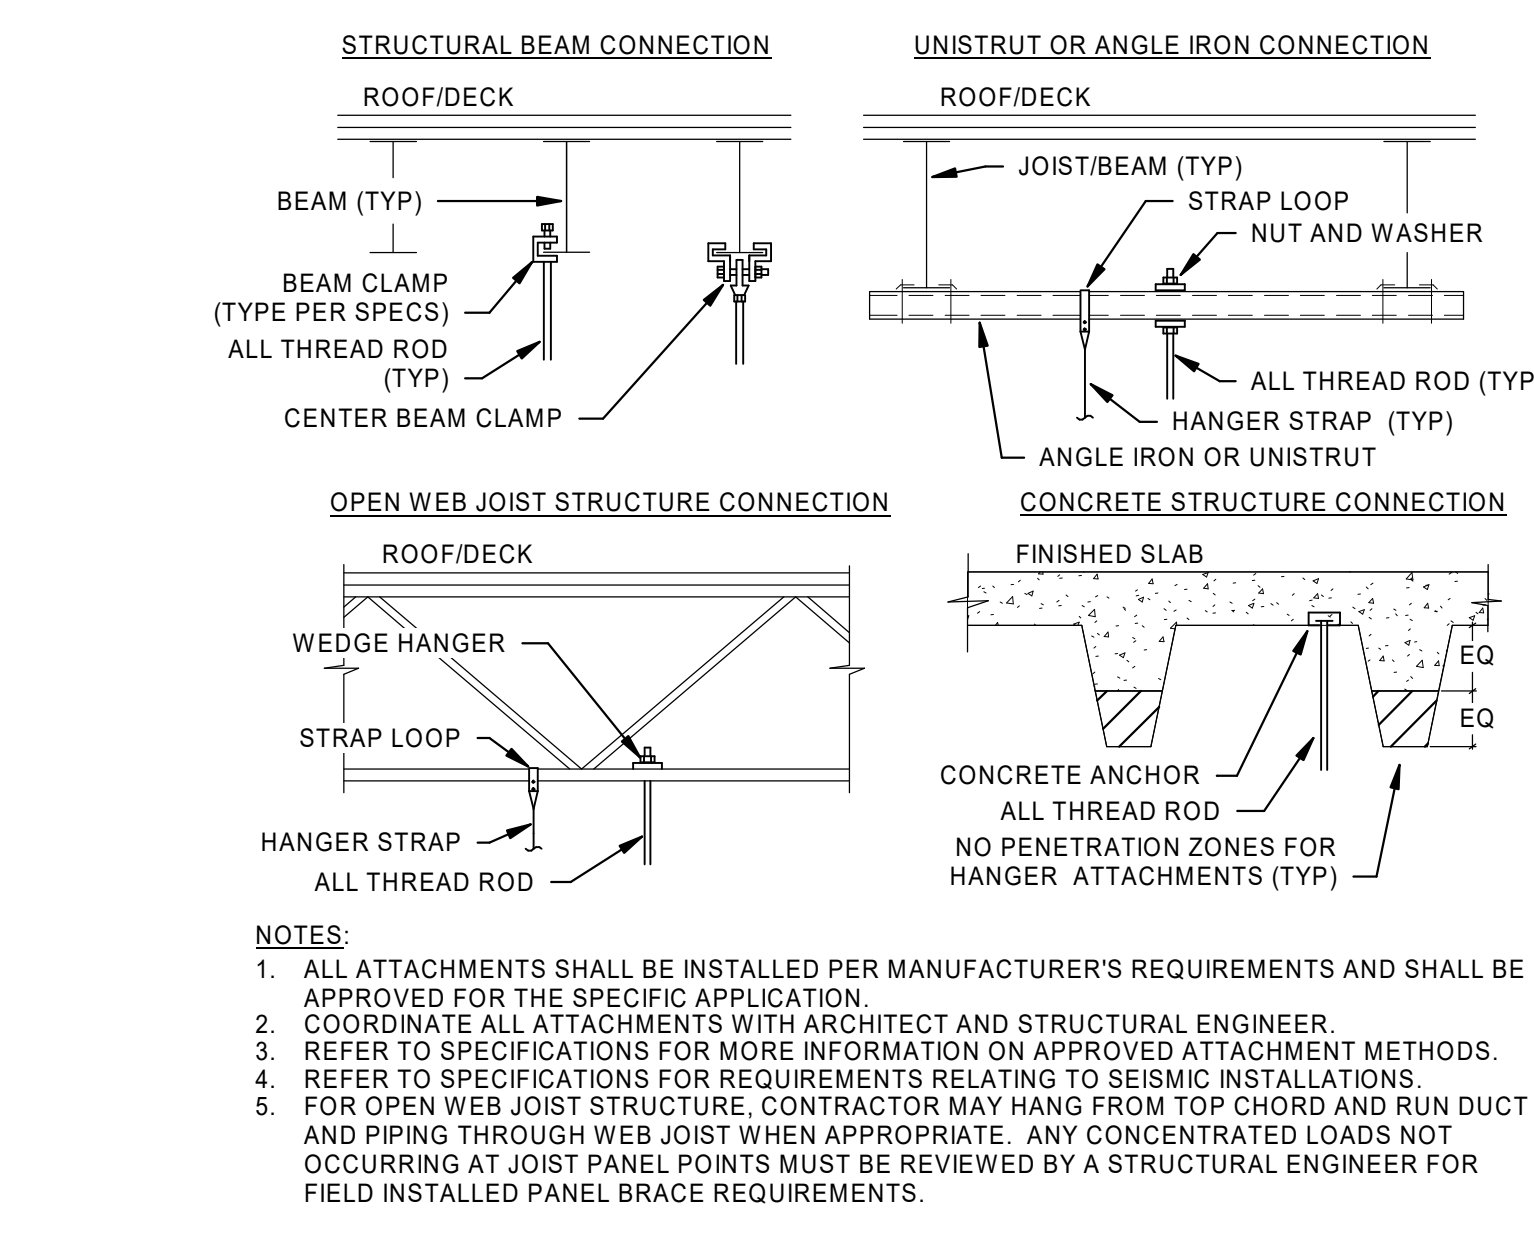 STRUCTURAL BEAM CONNECTION
ROOF/DECK
BEAM (TYP)
BEAM CLAMP
(TYPE PER SPECS)
ALL THREAD ROD
(TYP)
CENTER BEAM CLAMP
UNISTRUT OR ANGLE IRON CONNECTION
ROOF/DECK
JOIST/BEAM (TYP)
STRAP LOOP
NUT AND WASHER
ALL THREAD ROD (TYP
HANGER STRAP (TYP)
ANGLE IRON OR UNISTRUT
OPEN WEB JOIST STRUCTURE CONNECTION
ROOF/DECK
WEDGE HANGER
STRAP LOOP
HANGER STRAP
ALL THREAD ROD
CONCRETE STRUCTURE CONNECTION
FINISHED SLAB
EQ
EQ
CONCRETE ANCHOR
ALL THREAD ROD
NO PENETRATION ZONES FOR
HANGER ATTACHMENTS (TYP)
NOTES:
1. ALL ATTACHMENTS SHALL BE INSTALLED PER MANUFACTURER'S REQUIREMENTS AND SHALL BE
APPROVED FOR THE SPECIFIC APPLICATION.
2. COORDINATE ALL ATTACHMENTS WITH ARCHITECT AND STRUCTURAL ENGINEER.
3. REFER TO SPECIFICATIONS FOR MORE INFORMATION ON APPROVED ATTACHMENT METHODS.
4. REFER TO SPECIFICATIONS FOR REQUIREMENTS RELATING TO SEISMIC INSTALLATIONS.
5. FOR OPEN WEB JOIST STRUCTURE, CONTRACTOR MAY HANG FROM TOP CHORD AND RUN DUCT
AND PIPING THROUGH WEB JOIST WHEN APPROPRIATE. ANY CONCENTRATED LOADS NOT
OCCURRING AT JOIST PANEL POINTS MUST BE REVIEWED BY A STRUCTURAL ENGINEER FOR
FIELD INSTALLED PANEL BRACE REQUIREMENTS.